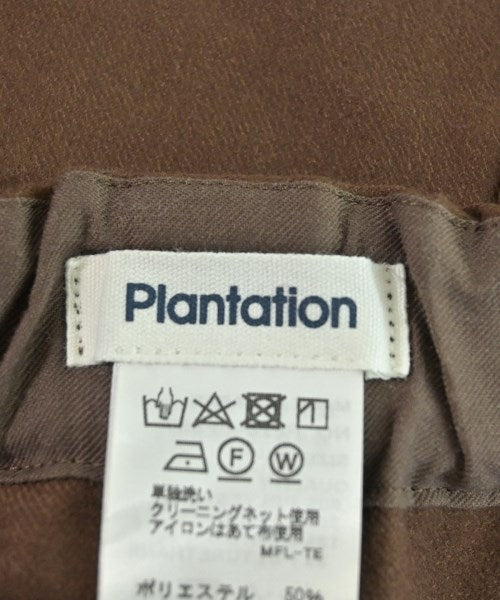 Plantation
F W
単独洗い
クリーニングネット使用
アイロンはあて布使用
MFL-TE
ポリエステル 50%